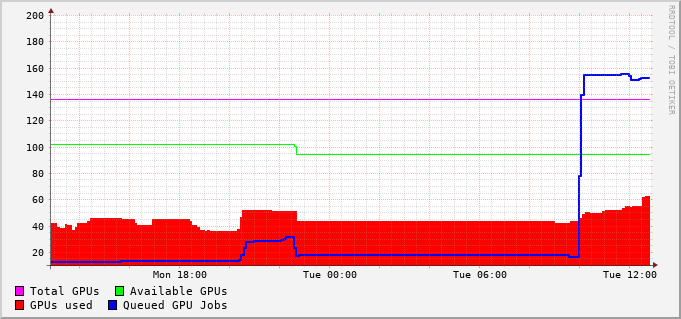 200
180
160
140
120
100
80
60
40
20
Mon 18:00 Tue 00:00 Tue 06:00 Tue 12:00
Total GPUs Available GPUs
GPUs used Queued GPU Jobs
RRDTOOL / TOBI OETIKER